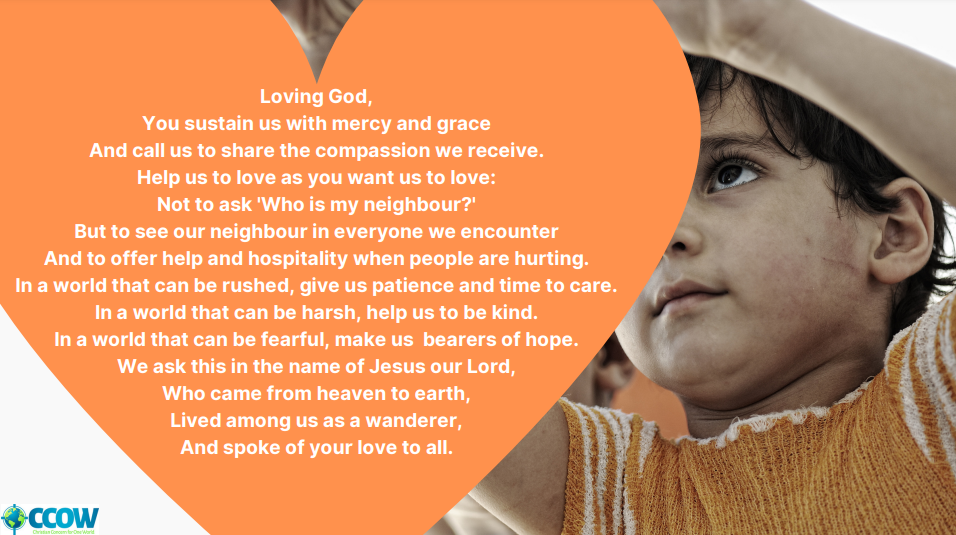 Loving God,
You sustain us with mercy and grace
And call us to share the compassion we receive.
Help us to love as you want us to love:
Not to ask 'Who is my neighbour?'
But to see our neighbour in everyone we encounter
And to offer help and hospitality when people are hurting.
In a world that can be rushed, give us patience and time to care.
In a world that can be harsh, help us to be kind.
In a world that can be fearful, make us  bearers of hope.
We ask this in the name of Jesus our Lord,
Who came from heaven to earth,
Lived among us as a wanderer,
And spoke of your love to all.
CCOW
Christian Concern for One World